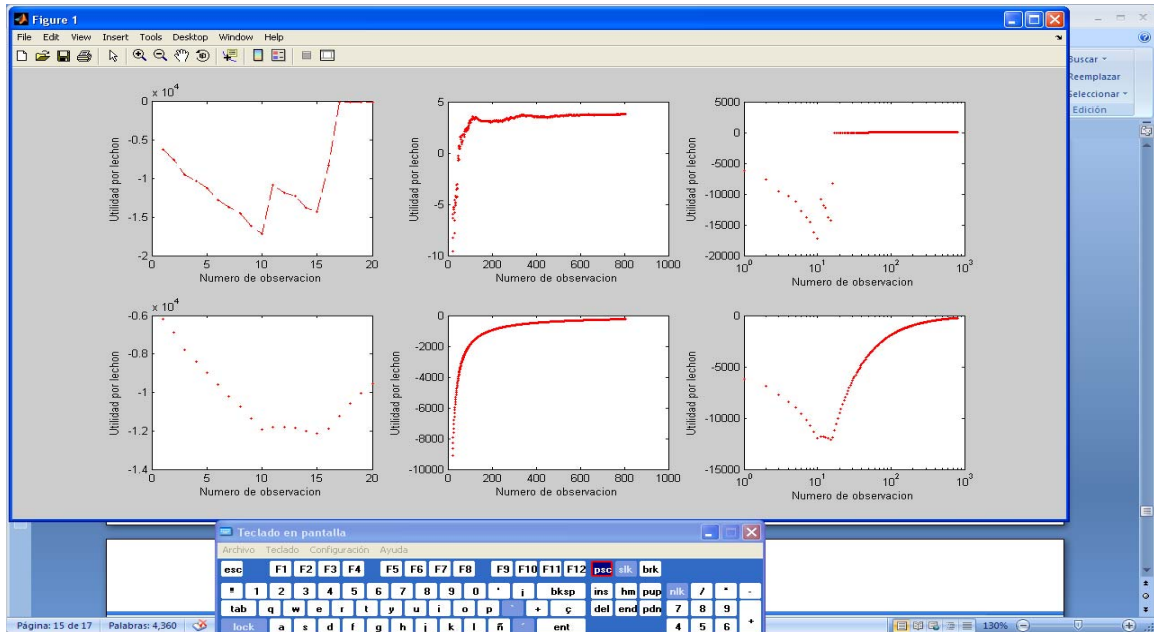 Figure 1
File Edit View Insert Tools Desktop Window Help
Buscar
Reemplazar
Seleccionar
Edición
x 10^4
0
-0.5
-1
-1.5
-2
0 5 10 15 20
Utilidad por lechon
Numero de observacion
5
0
-5
-10
0 200 400 600 800 1000
Utilidad por lechon
Numero de observacion
5000
0
-5000
-10000
-15000
-20000
10^0 10^1 10^2 10^3
Utilidad por lechon
Numero de observacion
x 10^4
-0.6
-0.8
-1
-1.2
-1.4
0 5 10 15 20
Utilidad por lechon
Numero de observacion
0
-2000
-4000
-6000
-8000
-10000
0 200 400 600 800 1000
Utilidad por lechon
Numero de observacion
0
-5000
-10000
-15000
10^0 10^1 10^2 10^3
Utilidad por lechon
Numero de observacion
Teclado en pantalla
Archivo Teclado Configuración Ayuda
esc F1 F2 F3 F4 F5 F6 F7 F8 F9 F10 F11 F12 psc slk brk
1 2 3 4 5 6 7 8 9 0 ' ¡ bksp ins hm pup nlk / * -
tab q w e r t y u i o p ` + ç del end pdn 7 8 9 +
lock a s d f g h j k l ñ ´ ent 4 5 6
Página: 15 de 17 Palabras: 4,360 130%